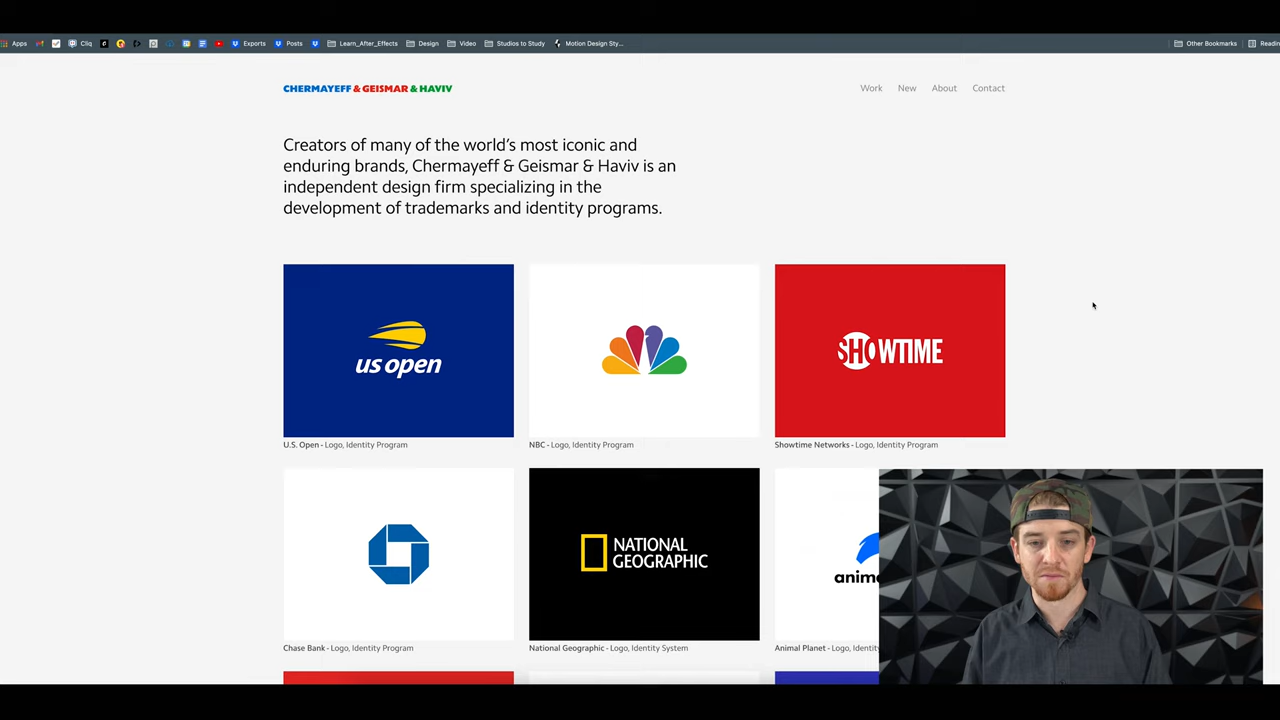 Apps
Cliq
Exports
Posts
Learn_After_Effects
Design
Video
Studios to Study
Motion Design Sty...
Other Bookmarks
Readin
CHERMAYEFF & GEISMAR & HAVIV
Work
New
About
Contact
Creators of many of the world's most iconic and
enduring brands, Chermayeff & Geismar & Haviv is an
independent design firm specializing in the
development of trademarks and identity programs.
us open
SHOWTIME
U.S. Open - Logo, Identity Program
NBC - Logo, Identity Program
Showtime Networks - Logo, Identity Program
NATIONAL
GEOGRAPHIC
anima
Chase Bank - Logo, Identity Program
National Geographic - Logo, Identity System
Animal Planet - Logo, Identity